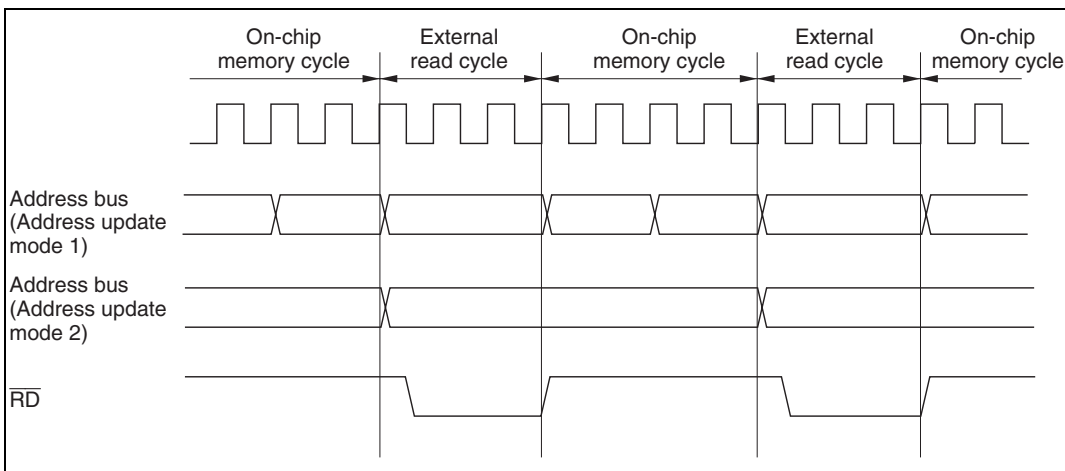 On-chip
memory cycle
External
read cycle
On-chip
memory cycle
External
read cycle
On-chip
memory cycle
Address bus
(Address update
mode 1)
Address bus
(Address update
mode 2)
RD